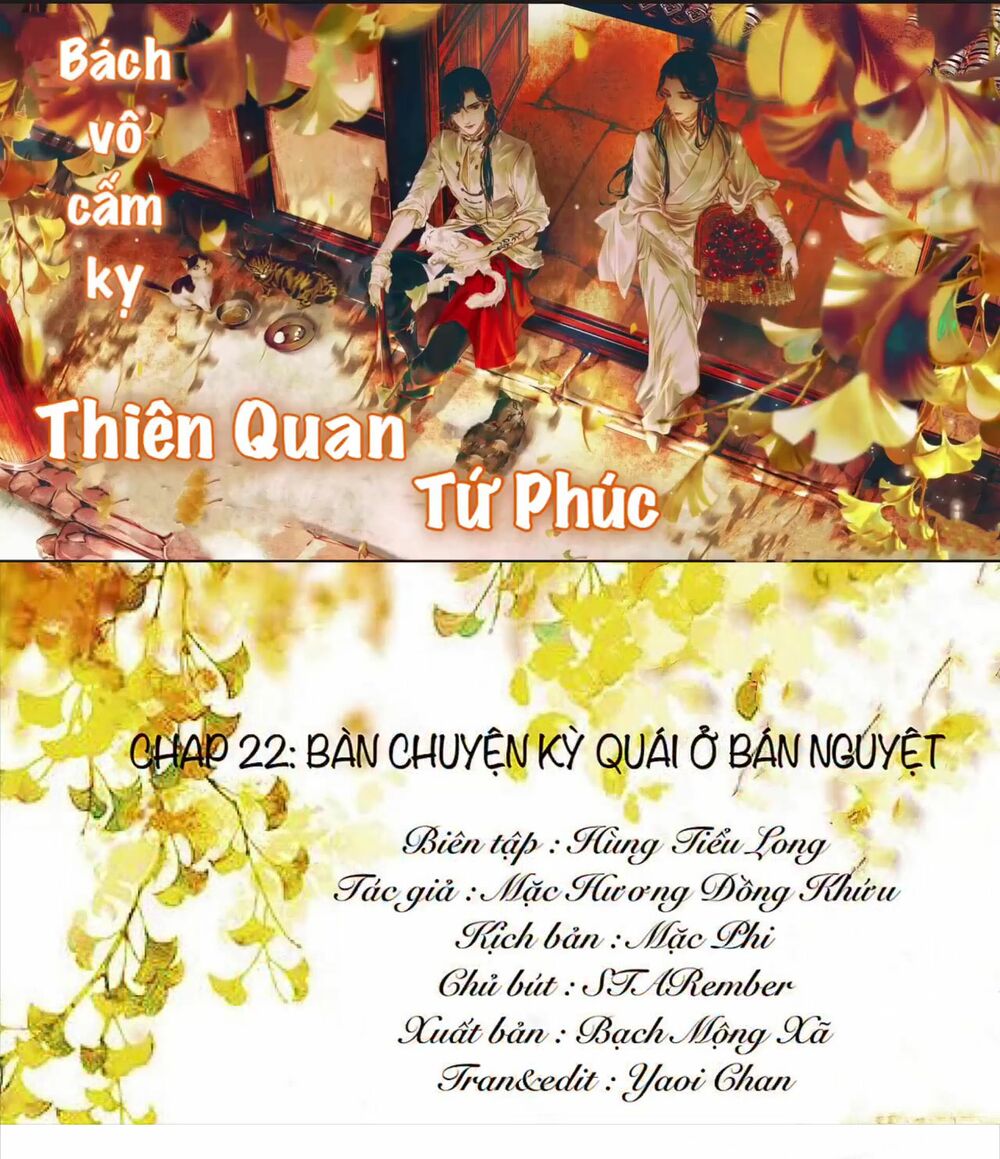 Bách
vô
cấm
kỵ
Thiên Quan
Tứ Phúc
CHAP 22: BÀN CHUYỆN KỲ QUÁI Ở BÁN NGUYỆT
Biên tập : Hùng Tiểu Long
Tác giả : Mặc Hương Đồng Khứu
Kịch bản : Mặc Phi
Chủ bút : STARember
Xuất bản : Bạch Mộng Xã
Tran&edit : Yaoi Chan